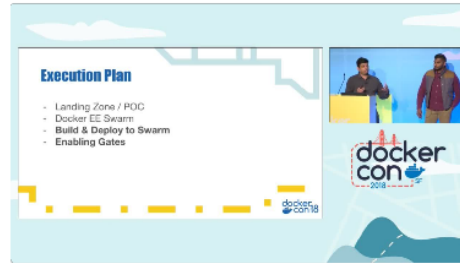 Execution Plan
- Landing Zone / POC
- Docker EE Swarm
- Build & Deploy to Swarm
- Enabling Gates
docker
con18
docker
con
2018